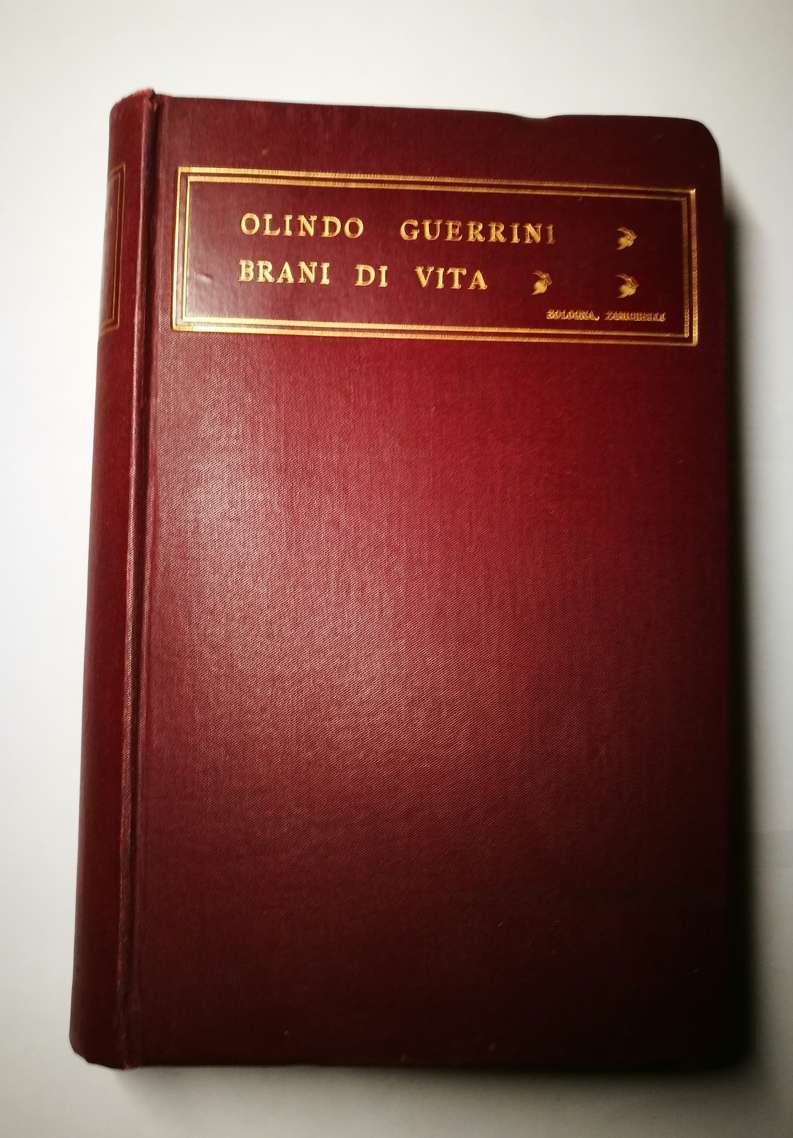 OLINDO GUERRINI
BRANI DI VITA
BOLOGNA, ZANICHELLI